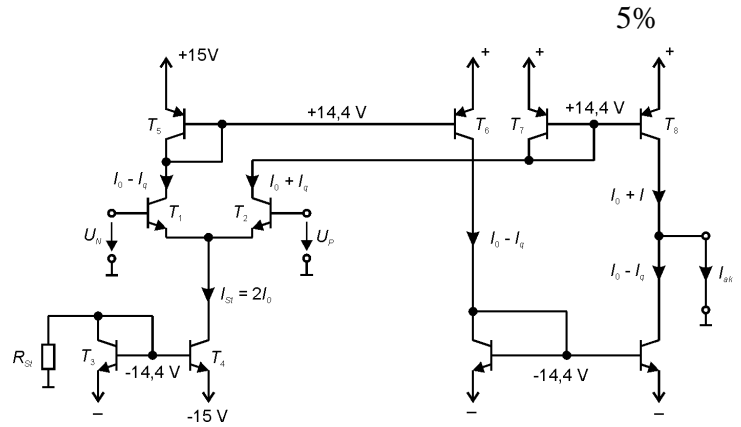 5%
+15V
+
+
+
T5
+14,4 V
T6
T7
+14,4 V
T8
I0 - Iq
I0 + Iq
I0 + I
T1
T2
UN
UP
I0 - Iq
I0 - Iq
Iak
ISt = 2I0
RSt
T3
-14,4 V
T4
-14,4 V
–
-15 V
–
–